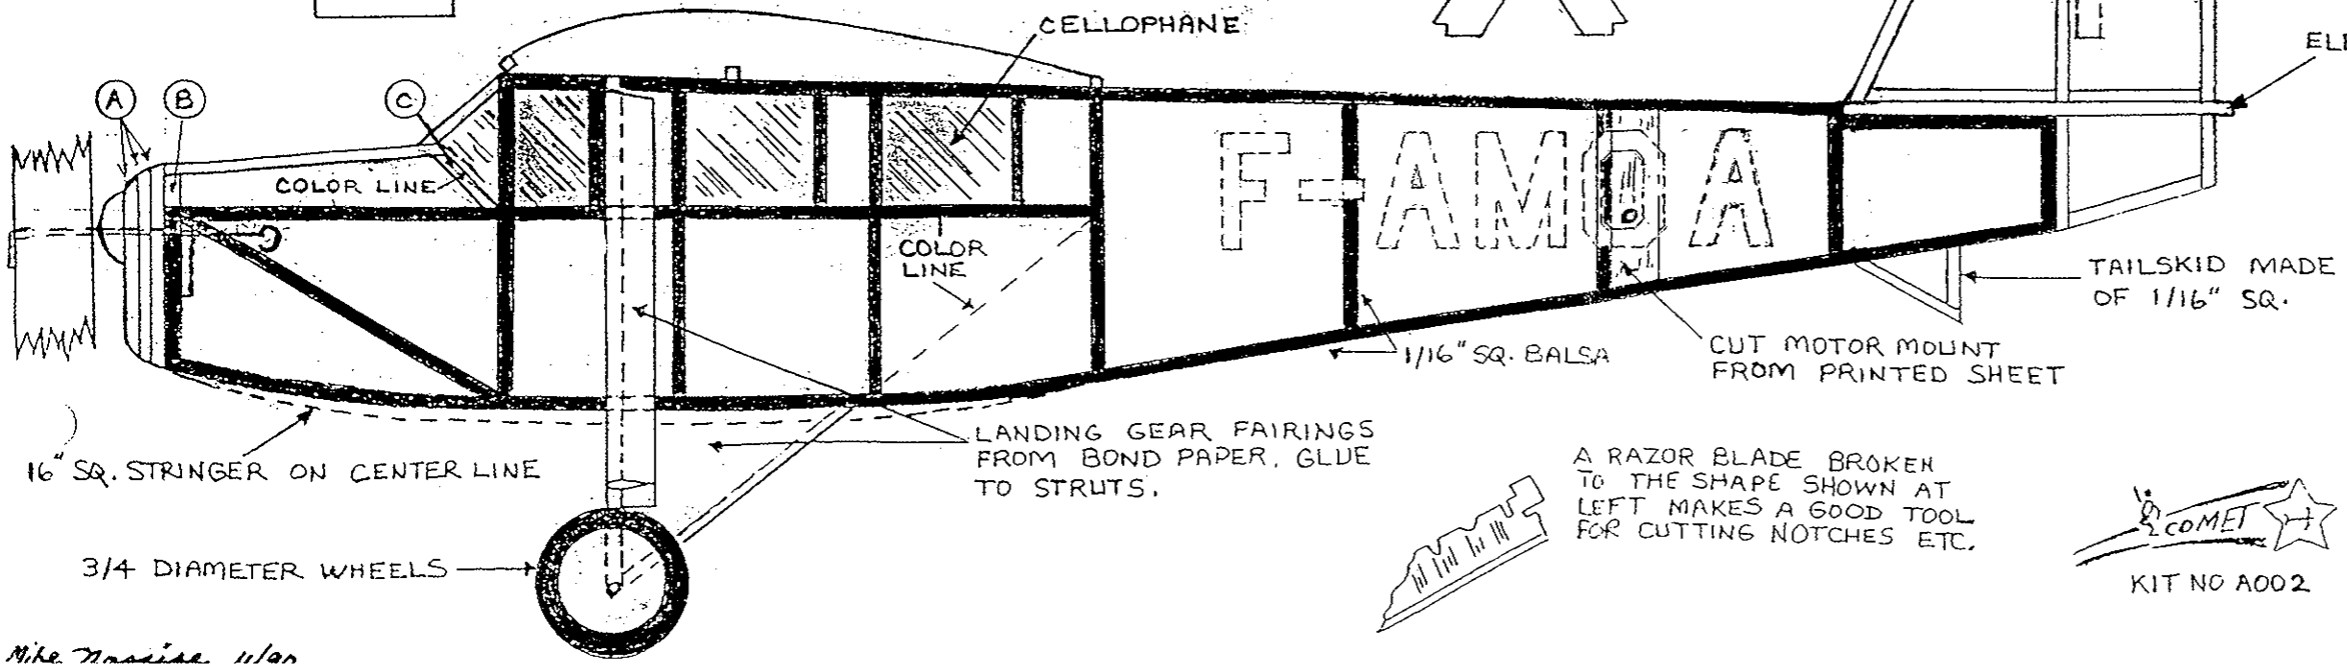 CELLOPHANE
A
B
C
COLOR LINE
COLOR
LINE
F-AMQA
TAILSKID MADE
OF 1/16" SQ.
1/16" SQ. BALSA
CUT MOTOR MOUNT
FROM PRINTED SHEET
16" SQ. STRINGER ON CENTER LINE
LANDING GEAR FAIRINGS
FROM BOND PAPER. GLUE
TO STRUTS.
3/4 DIAMETER WHEELS
A RAZOR BLADE BROKEN
TO THE SHAPE SHOWN AT
LEFT MAKES A GOOD TOOL
FOR CUTTING NOTCHES ETC.
COMET
KIT NO A002
Mike